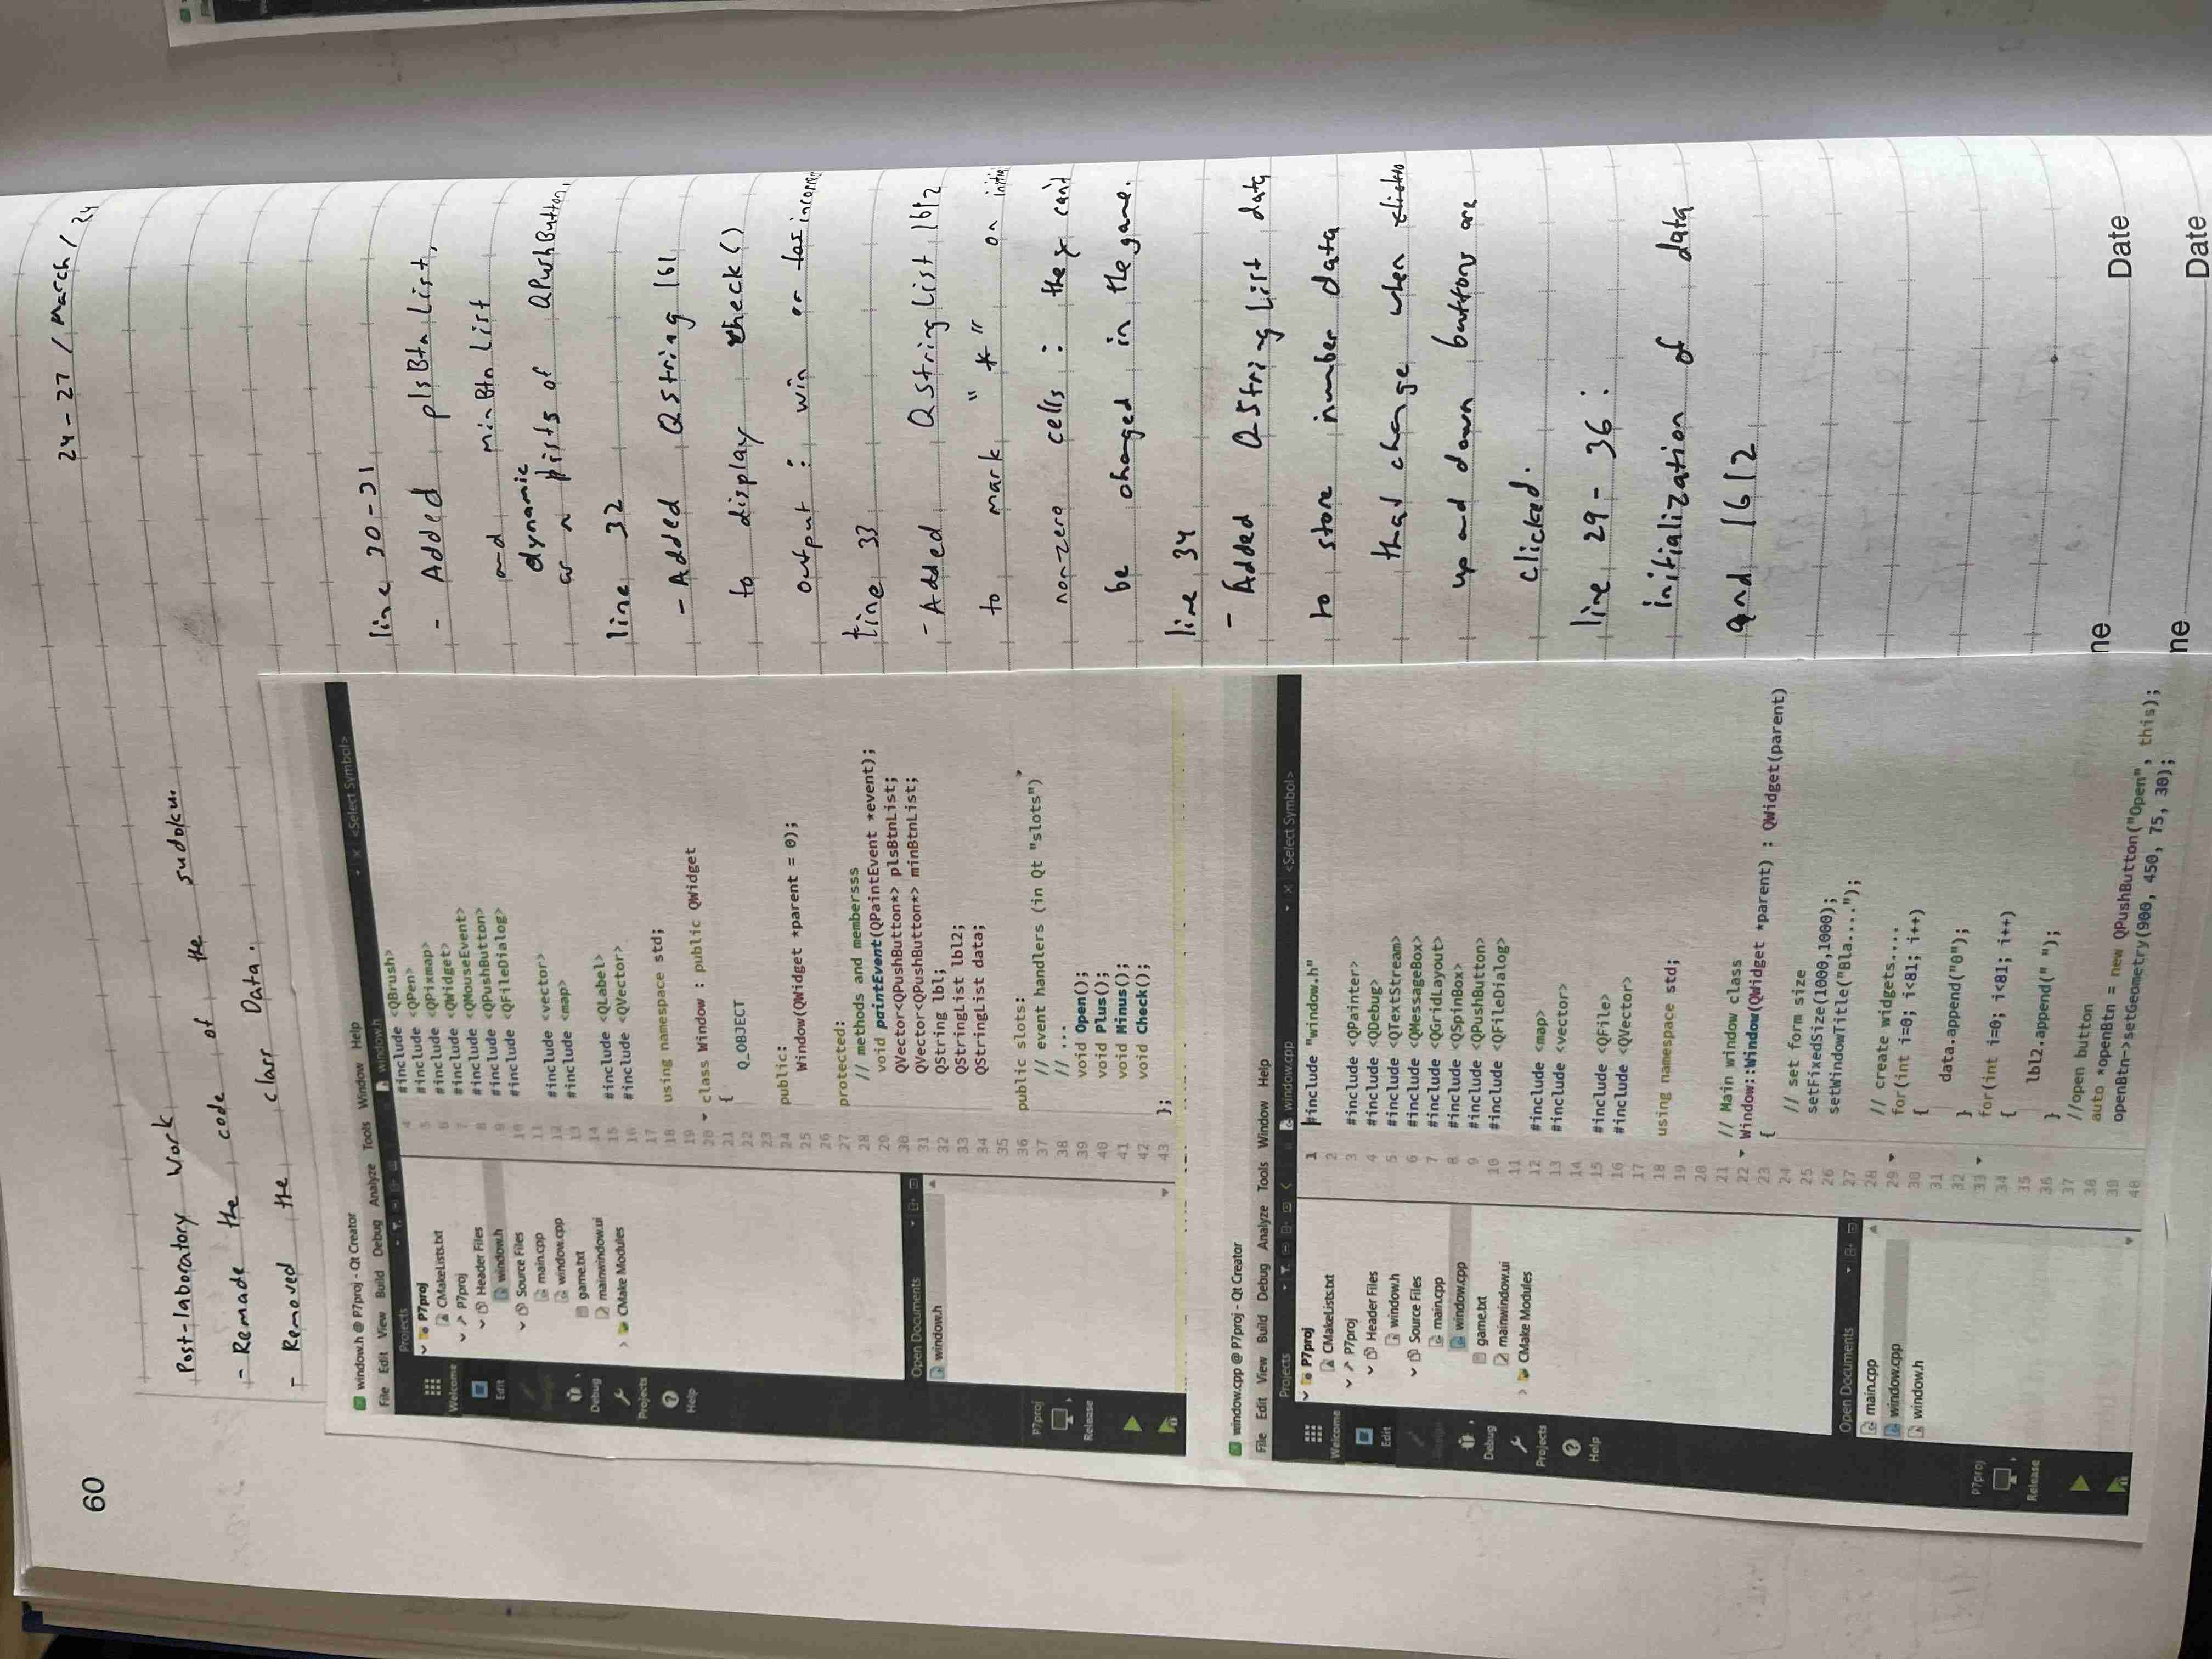 60
24 - 27 / March / 24
Post-laboratory Work
- Remade the code of the sudoku.
- Removed the class Data.
window.h @ P7proj - Qt Creator
File Edit View Build Debug Analyze Tools Window Help
Projects
window.h
<Select Symbol>
P7proj
CMakeLists.txt
P7proj
Header Files
window.h
Source Files
main.cpp
window.cpp
game.txt
mainwindow.ui
CMake Modules
Welcome
Edit
Debug
Projects
Help
Open Documents
window.h
P7proj
Release
4 #include <QBrush>
5 #include <QPen>
6 #include <QPixmap>
7 #include <QWidget>
8 #include <QMouseEvent>
9 #include <QPushButton>
10 #include <QFileDialog>
11
12 #include <vector>
13 #include <map>
14
15 #include <QLabel>
16 #include <QVector>
17
18 using namespace std;
19
20 class Window : public QWidget
21 {
22 Q_OBJECT
23
24 public:
25 Window(QWidget *parent = 0);
26
27 protected:
28 // methods and membersss
29 void paintEvent(QPaintEvent *event);
30 QVector<QPushButton*> plsBtnList;
31 QVector<QPushButton*> minBtnList;
32 QString lbl;
33 QStringList lbl2;
34 QStringList data;
35
36 public slots:
37 // event handlers (in Qt "slots")
38 // ...
39 void Open();
40 void Plus();
41 void Minus();
42 void Check();
43 };
line 30-31
- Added plsBtn List,
and minBtn List
dynamic
as a lists of QPushButton.
line 32
- Added QString lbl
to display check()
output : win or incorrect
line 33
- Added QString List lbl2
to mark "*" on initial
non-zero cells : they can't
be changed in the game.
line 34
- Added QString List data
to store number data
that change when
up and down buttons are
clicked.
line 29 - 36 :
initialization of data
and lbl2
window.cpp @ P7proj - Qt Creator
File Edit View Build Debug Analyze Tools Window Help
Projects
window.cpp
<Select Symbol>
P7proj
CMakeLists.txt
P7proj
Header Files
window.h
Source Files
main.cpp
window.cpp
game.txt
mainwindow.ui
CMake Modules
Welcome
Edit
Debug
Projects
Help
Open Documents
main.cpp
window.cpp
window.h
P7proj
Release
1 #include "window.h"
2
3 #include <QPainter>
4 #include <QDebug>
5 #include <QTextStream>
6 #include <QMessageBox>
7 #include <QGridLayout>
8 #include <QSpinBox>
9 #include <QPushButton>
10 #include <QFileDialog>
11
12 #include <map>
13 #include <vector>
14
15 #include <QFile>
16 #include <QVector>
17
18 using namespace std;
19
20
21 // Main window class
22 Window::Window(QWidget *parent) : QWidget(parent)
23 {
24 // set form size
25 setFixedSize(1000,1000);
26 setWindowTitle("Bla....");
27
28 // create widgets....
29 for(int i=0; i<81; i++)
30 {
31 data.append("0");
32 }
33 for(int i=0; i<81; i++)
34 {
35 lbl2.append(" ");
36 }
37 //open button
38 auto *openBtn = new QPushButton("Open", this);
39 openBtn->setGeometry(900, 450, 75, 30);
40
ne
Date
ne
Date